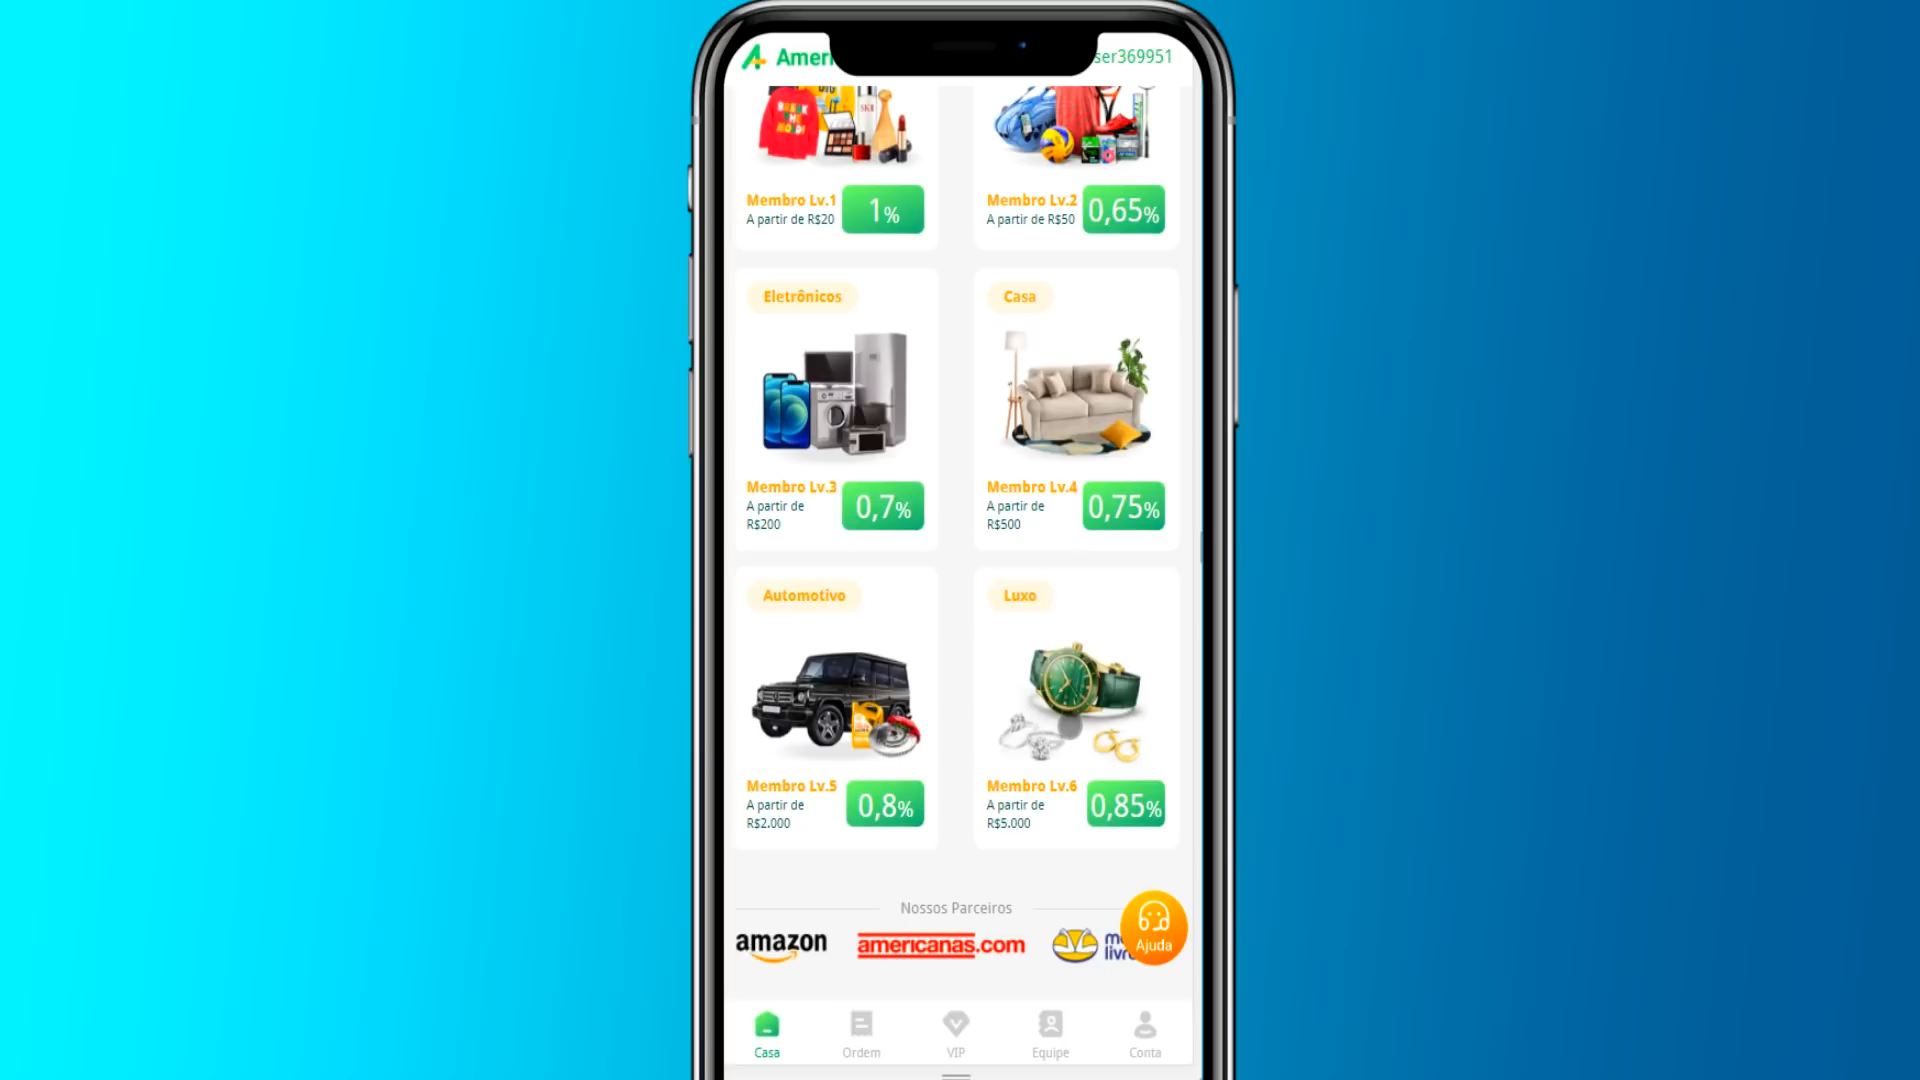 Ameri
ser369951
Membro Lv.1
A partir de R$20
1%
Membro Lv.2
A partir de R$50
0,65%
Eletrônicos
Casa
Membro Lv.3
A partir de
R$200
0,7%
Membro Lv.4
A partir de
R$500
0,75%
Automotivo
Luxo
Membro Lv.5
A partir de
R$2.000
0,8%
Membro Lv.6
A partir de
R$5.000
0,85%
Nossos Parceiros
amazon
americanas.com
Ajuda
Casa
Ordem
VIP
Equipe
Conta